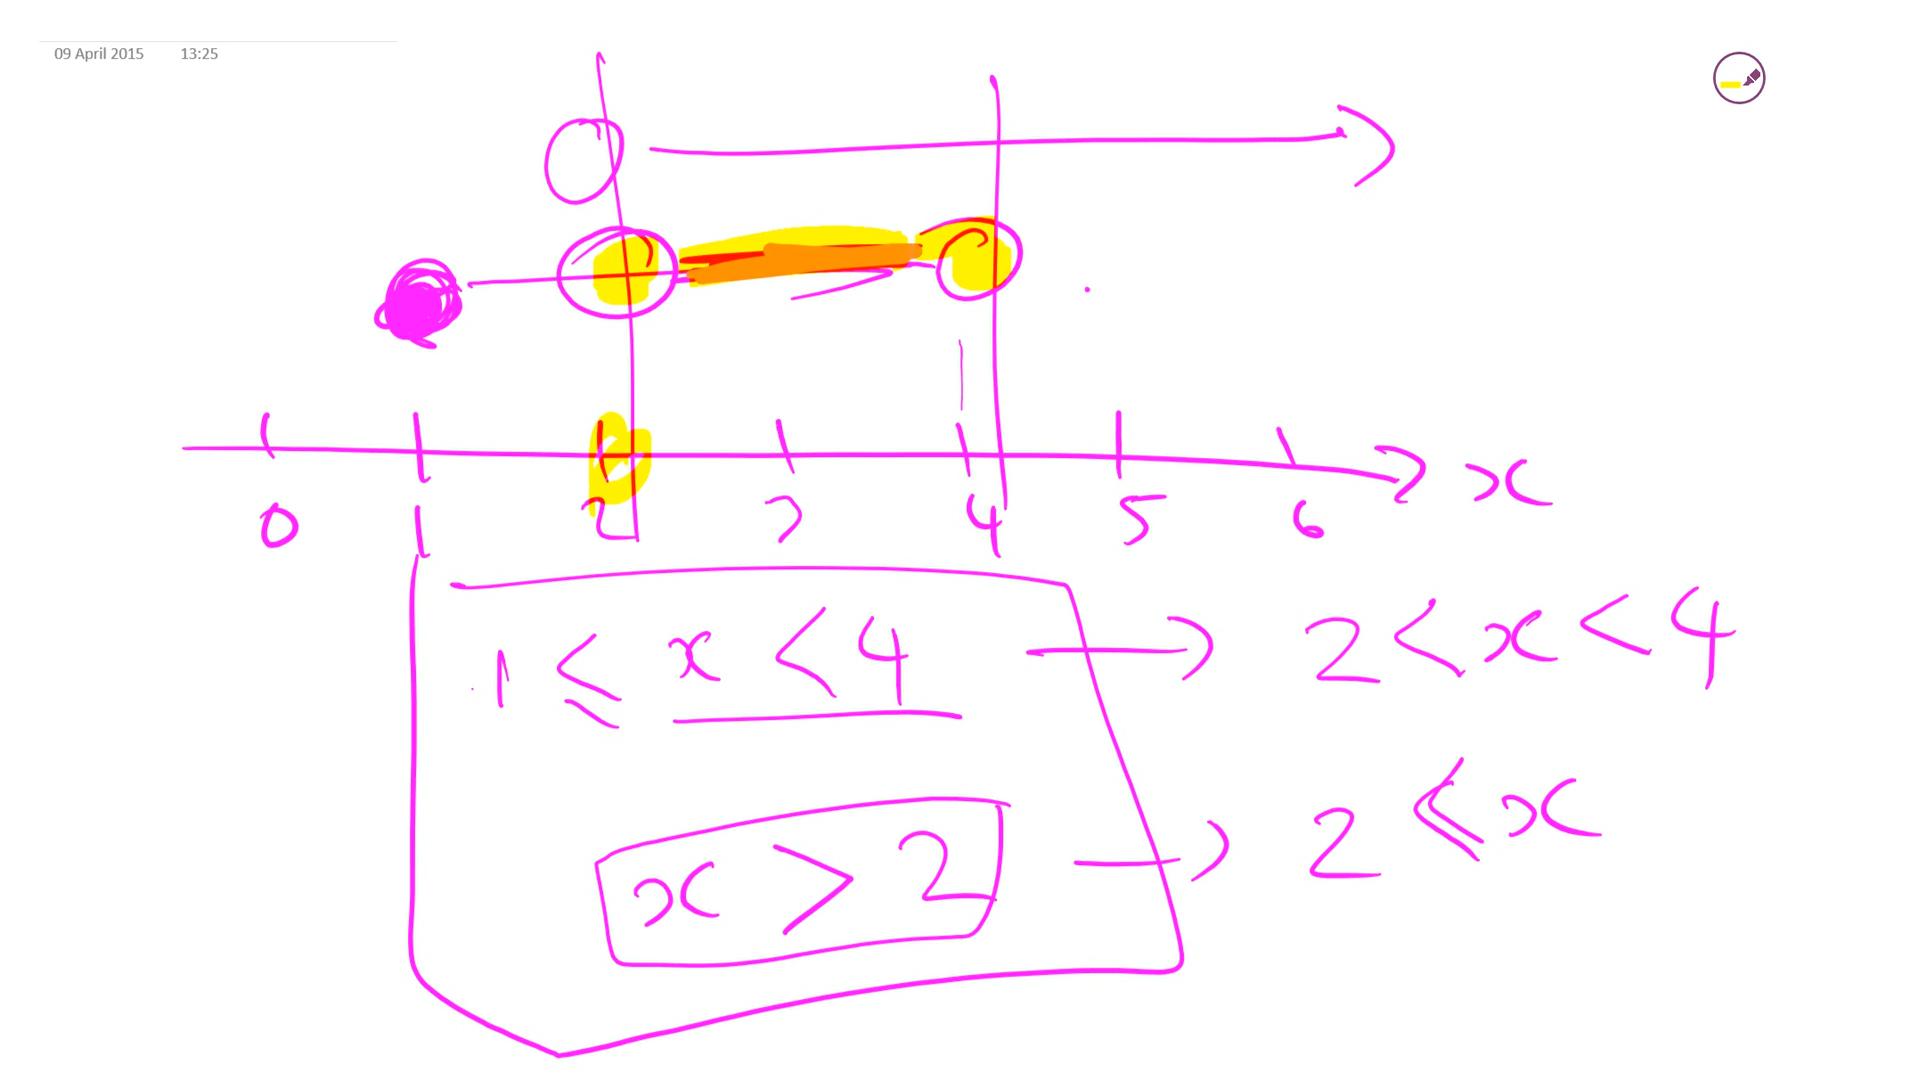 09 April 2015 13:25
0 1 2 3 4 5 6 x
1 ≤ x < 4 → 2 < x < 4
x > 2 → 2 ≤ x